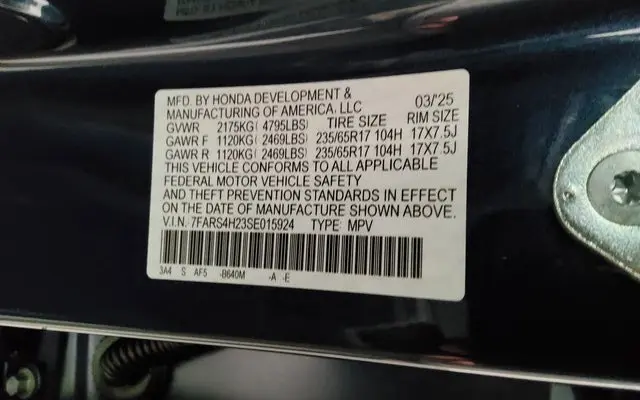 MFD. BY HONDA DEVELOPMENT & 03/'25
MANUFACTURING OF AMERICA, LLC
GVWR 2175KG( 4795LBS) TIRE SIZE RIM SIZE
GAWR F 1120KG( 2469LBS) 235/65R17 104H 17X7.5J
GAWR R 1120KG( 2469LBS) 235/65R17 104H 17X7.5J
THIS VEHICLE CONFORMS TO ALL APPLICABLE
FEDERAL MOTOR VEHICLE SAFETY
AND THEFT PREVENTION STANDARDS IN EFFECT
ON THE DATE OF MANUFACTURE SHOWN ABOVE.
V.I.N. 7FARS4H23SE015924 TYPE: MPV
3A4 S AF5 -B640M -A -E